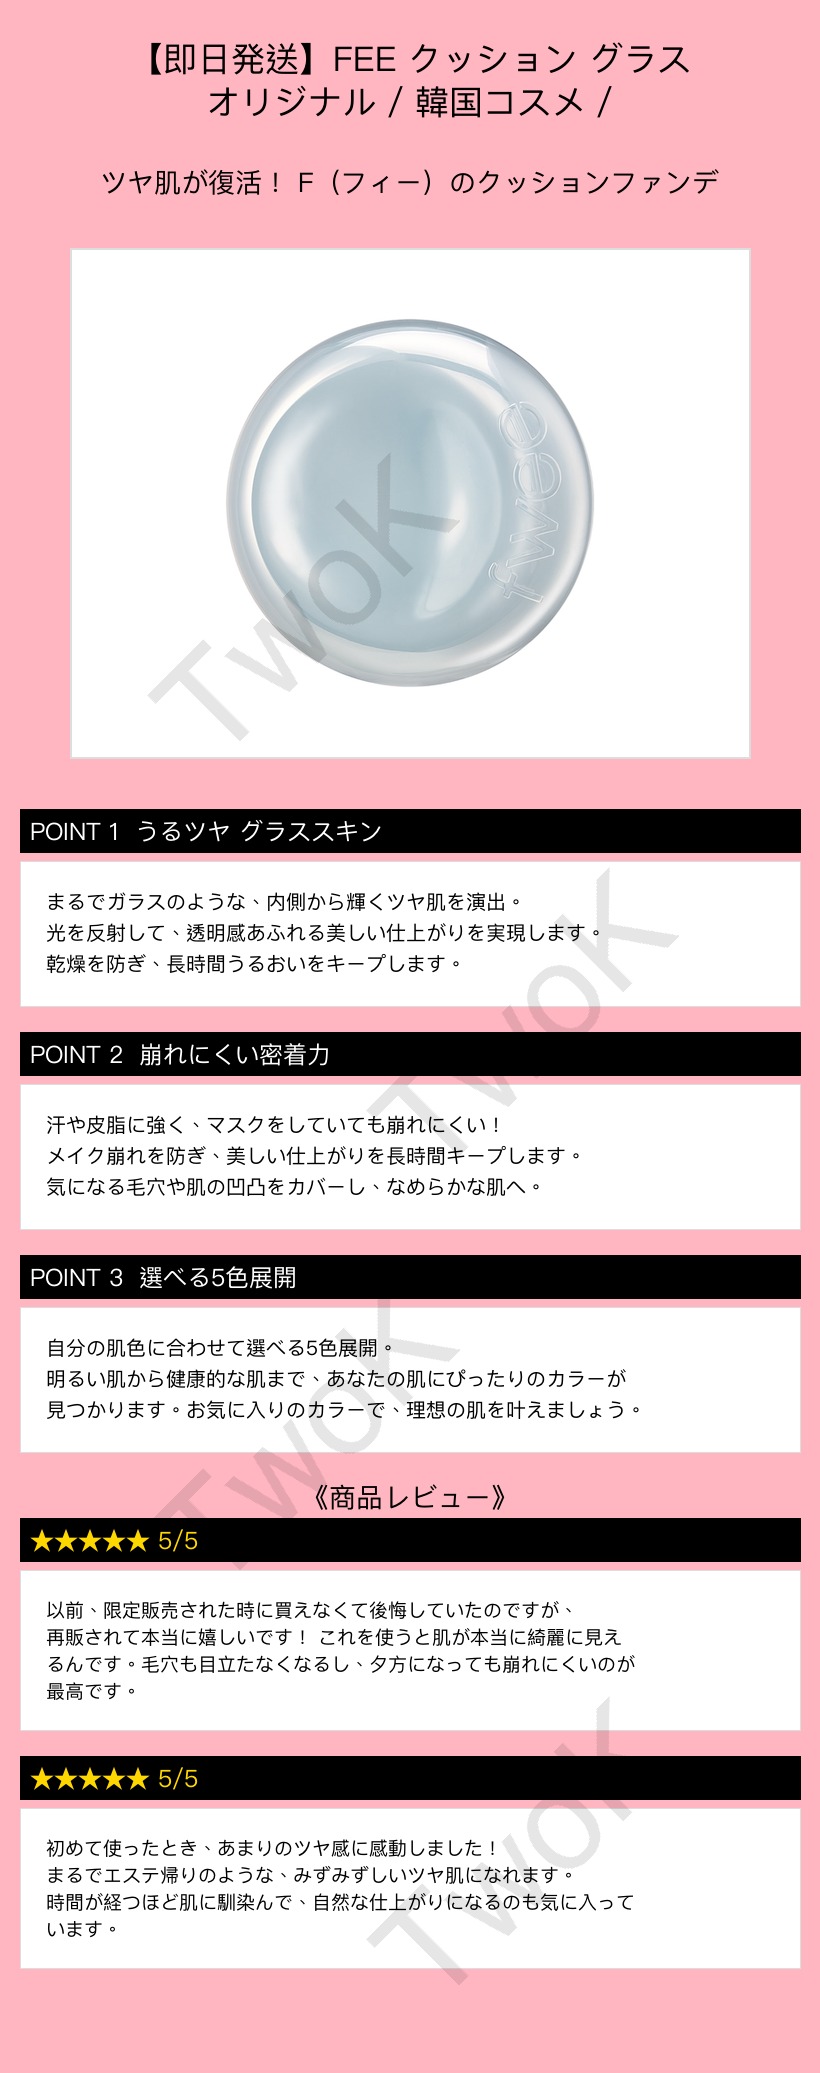 【即日発送】FEE クッション グラス
オリジナル / 韓国コスメ /
ツヤ肌が復活！ F（フィー）のクッションファンデ
fwee
TwoK
POINT 1 うるツヤ グラススキン
まるでガラスのような、内側から輝くツヤ肌を演出。
光を反射して、透明感あふれる美しい仕上がりを実現します。
乾燥を防ぎ、長時間うるおいをキープします。
TwoK
POINT 2 崩れにくい密着力
汗や皮脂に強く、マスクをしていても崩れにくい！
メイク崩れを防ぎ、美しい仕上がりを長時間キープします。
気になる毛穴や肌の凹凸をカバーし、なめらかな肌へ。
POINT 3 選べる5色展開
自分の肌色に合わせて選べる5色展開。
明るい肌から健康的な肌まで、あなたの肌にぴったりのカラーが
見つかります。お気に入りのカラーで、理想の肌を叶えましょう。
TwoK
《商品レビュー》
★★★★★ 5/5
以前、限定販売された時に買えなくて後悔していたのですが、
再販されて本当に嬉しいです！ これを使うと肌が本当に綺麗に見え
るんです。毛穴も目立たなくなるし、夕方になっても崩れにくいのが
最高です。
★★★★★ 5/5
初めて使ったとき、あまりのツヤ感に感動しました！
まるでエステ帰りのような、みずみずしいツヤ肌になれます。
時間が経つほど肌に馴染んで、自然な仕上がりになるのも気に入って
います。
TwoK